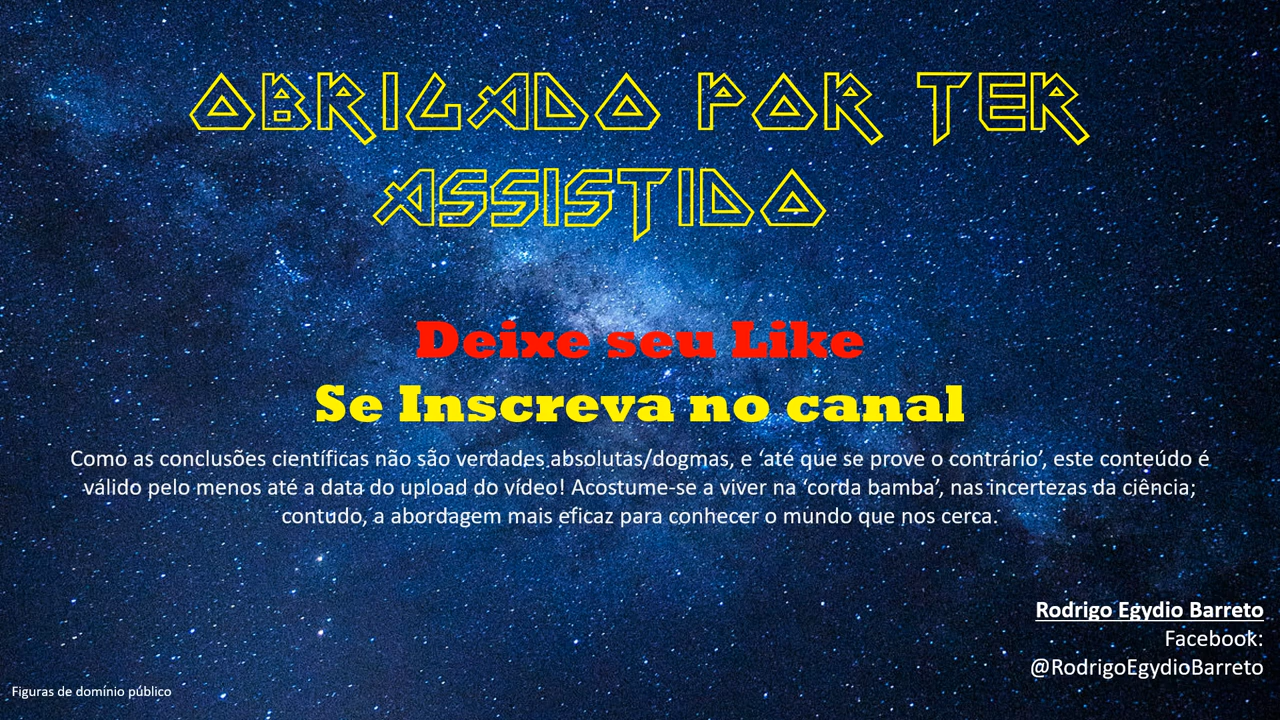 OBRIGADO POR TER
ASSISTIDO
Deixe seu Like
Se Inscreva no canal
Como as conclusões científicas não são verdades absolutas/dogmas, e ‘até que se prove o contrário’, este conteúdo é
válido pelo menos até a data do upload do vídeo! Acostume-se a viver na ‘corda bamba’, nas incertezas da ciência;
contudo, a abordagem mais eficaz para conhecer o mundo que nos cerca.
Rodrigo Egydio Barreto
Facebook:
@RodrigoEgydioBarreto
Figuras de domínio público